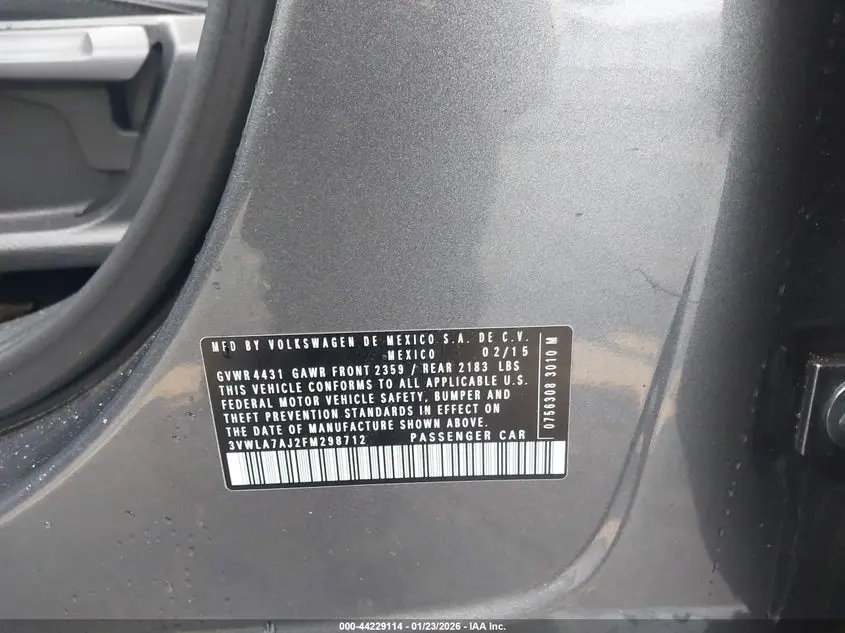 MFD BY VOLKSWAGEN DE MEXICO S.A. DE C.V.
MEXICO 02/15
GVWR 4431 GAWR FRONT 2359 / REAR 2183 LBS
THIS VEHICLE CONFORMS TO ALL APPLICABLE U.S.
FEDERAL MOTOR VEHICLE SAFETY, BUMPER AND
THEFT PREVENTION STANDARDS IN EFFECT ON
THE DATE OF MANUFACTURE SHOWN ABOVE.
3VWLA7AJ2FM298712 PASSENGER CAR
0756308 3010 M
000-44229114 - 01/23/2026 - IAA Inc.